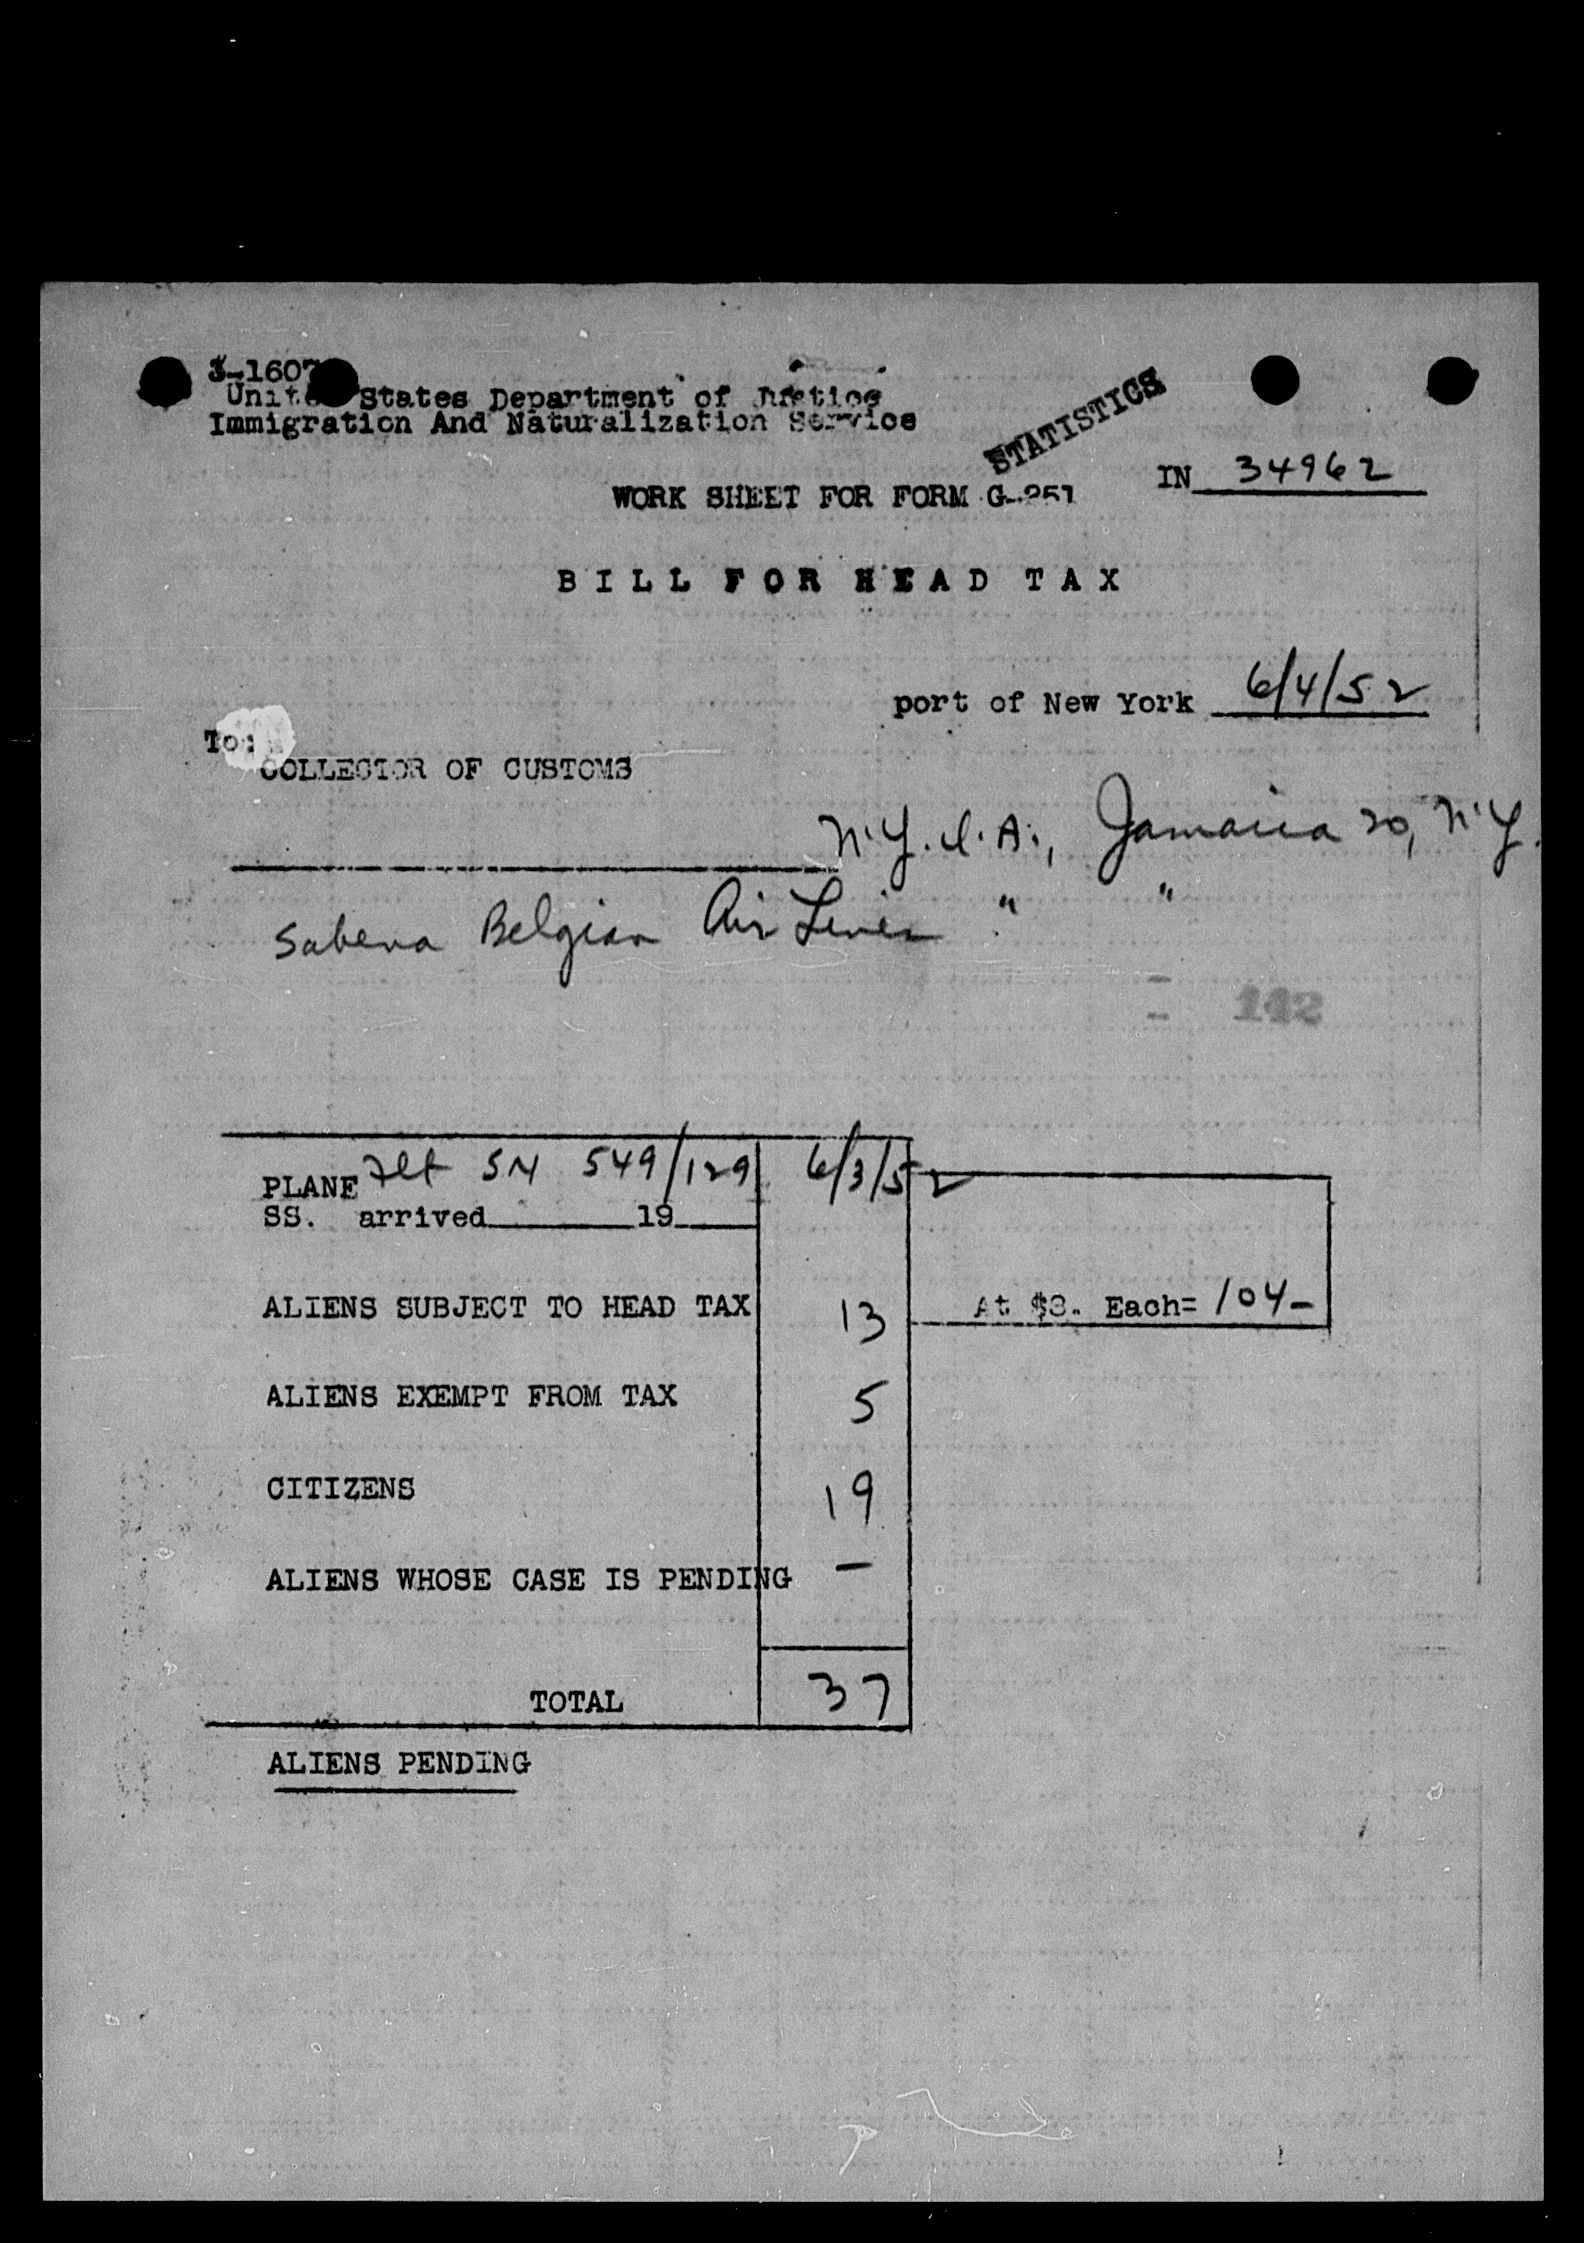 3-1607
United States Department of Justice
Immigration And Naturalization Service
STATISTICS
IN 34962
WORK SHEET FOR FORM G-251
BILL FOR HEAD TAX
port of New York 6/4/52
To:
COLLECTOR OF CUSTOMS
N.Y.I.A., Jamaica 20, N.Y.
Sabena Belgian Air Lines " "
142
PLANE Flt SN 549/129 6/3/52
SS. arrived 19
ALIENS SUBJECT TO HEAD TAX 13 At $8. Each= 104-
ALIENS EXEMPT FROM TAX 5
CITIZENS 19
ALIENS WHOSE CASE IS PENDING -
TOTAL 37
ALIENS PENDING